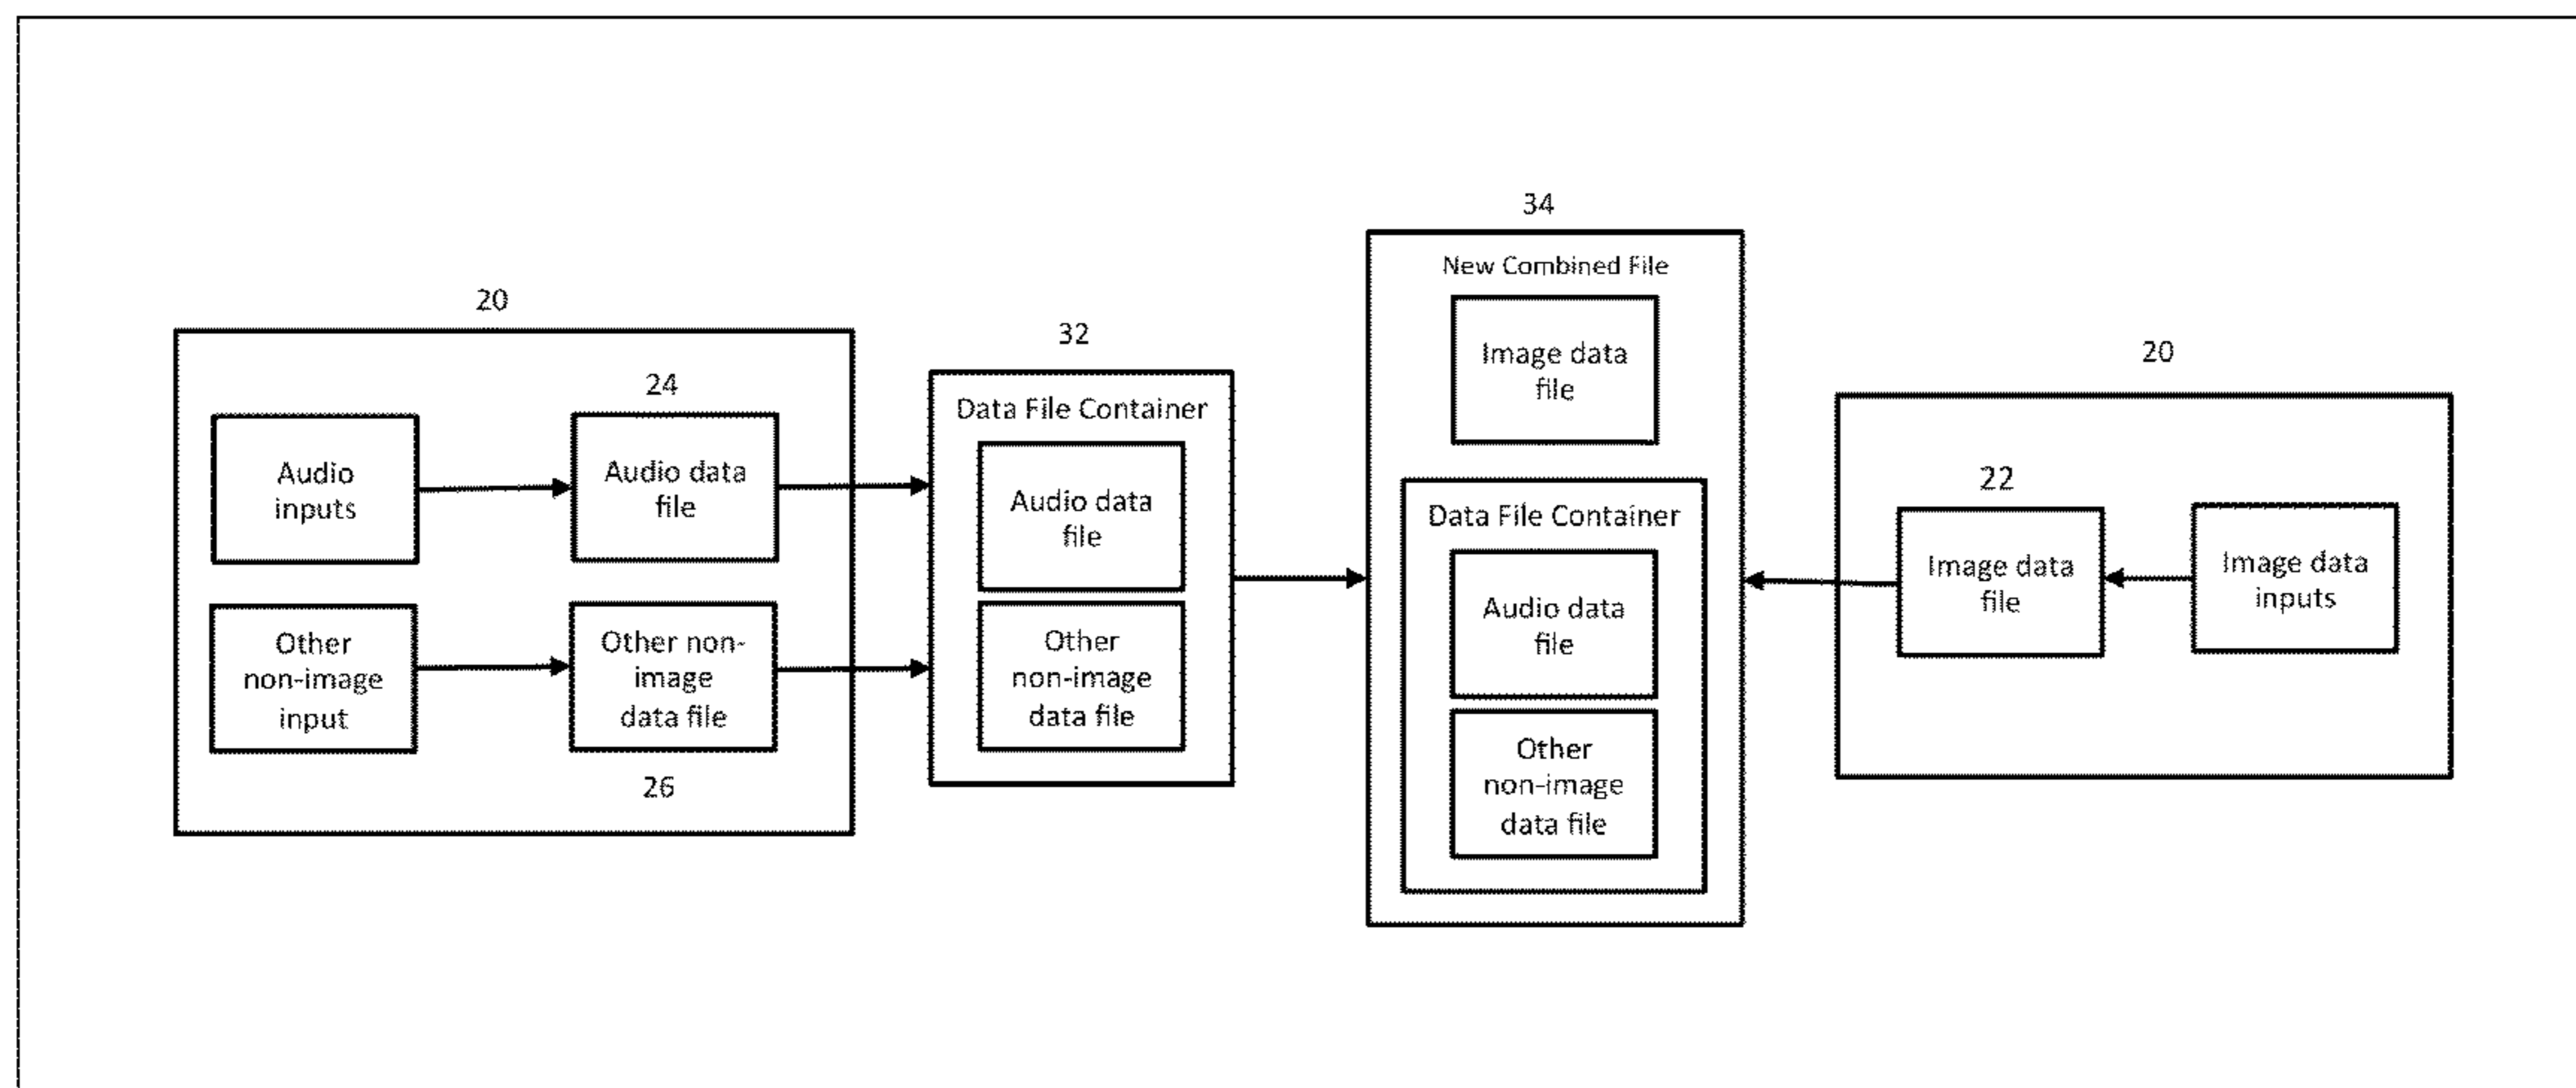 20
24
Audio
inputs
Audio data
file
Other
non-image
input
Other non-
image
data file
26
32
Data File Container
Audio data
file
Other
non-image
data file
34
New Combined File
Image data
file
Data File Container
Audio data
file
Other
non-image
data file
20
22
Image data
file
Image data
inputs